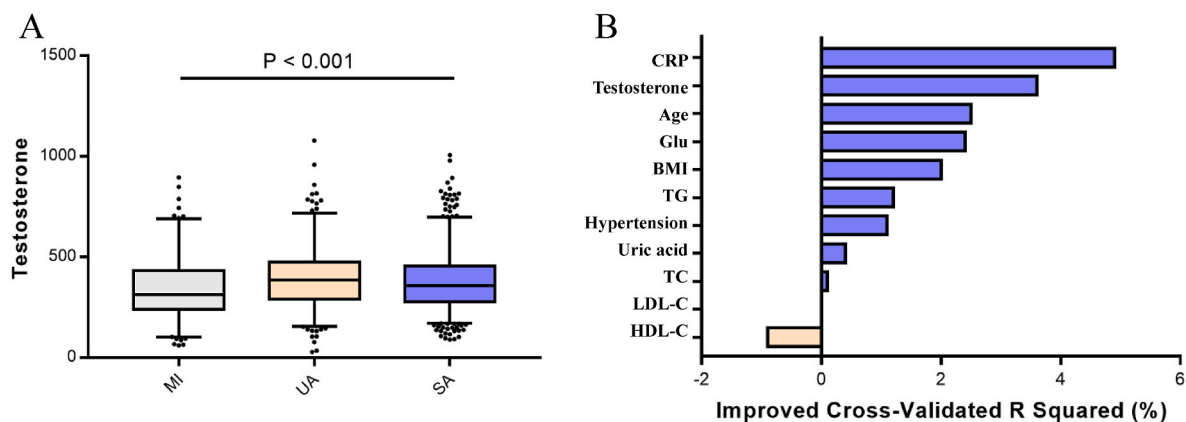 A
P < 0.001
Testosterone
1500
1000
500
0
MI
UA
SA
B
CRP
Testosterone
Age
Glu
BMI
TG
Hypertension
Uric acid
TC
LDL-C
HDL-C
-2
0
2
4
6
Improved Cross-Validated R Squared (%)